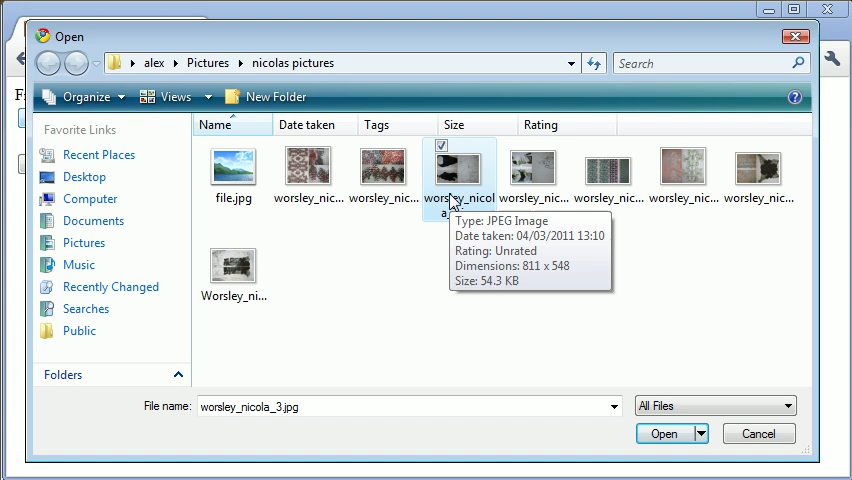 Open
alex Pictures nicolas pictures
Search
Organize Views New Folder
Favorite Links
Recent Places
Desktop
Computer
Documents
Pictures
Music
Recently Changed
Searches
Public
Folders
Name Date taken Tags Size Rating
file.jpg worsley_nic... worsley_nic... worsley_nicol worsley_nic... worsley_nic... worsley_nic... worsley_nic...
Type: JPEG Image
Date taken: 04/03/2011 13:10
Rating: Unrated
Dimensions: 811 x 548
Size: 54.3 KB
Worsley_ni...
File name: worsley_nicola_3.jpg All Files
Open Cancel